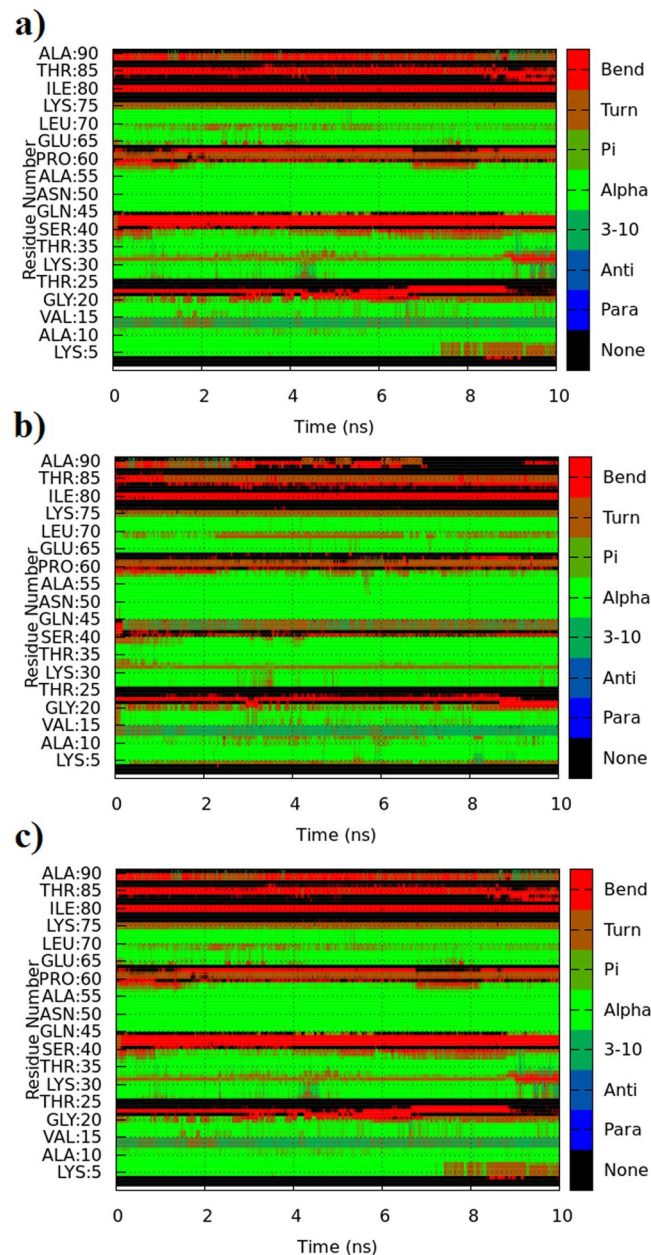 a)
ALA:90
THR:85
ILE:80
LYS:75
LEU:70
GLU:65
PRO:60
ALA:55
ASN:50
GLN:45
SER:40
THR:35
LYS:30
THR:25
GLY:20
VAL:15
ALA:10
LYS:5
Residue Number
0 2 4 6 8 10
Time (ns)
Bend
Turn
Pi
Alpha
3-10
Anti
Para
None
b)
ALA:90
THR:85
ILE:80
LYS:75
LEU:70
GLU:65
PRO:60
ALA:55
ASN:50
GLN:45
SER:40
THR:35
LYS:30
THR:25
GLY:20
VAL:15
ALA:10
LYS:5
Residue Number
0 2 4 6 8 10
Time (ns)
Bend
Turn
Pi
Alpha
3-10
Anti
Para
None
c)
ALA:90
THR:85
ILE:80
LYS:75
LEU:70
GLU:65
PRO:60
ALA:55
ASN:50
GLN:45
SER:40
THR:35
LYS:30
THR:25
GLY:20
VAL:15
ALA:10
LYS:5
Residue Number
0 2 4 6 8 10
Time (ns)
Bend
Turn
Pi
Alpha
3-10
Anti
Para
None